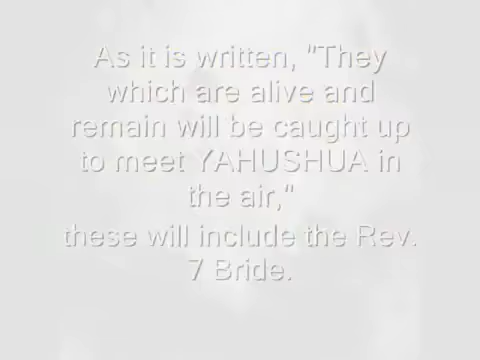 As it is written, "They
which are alive and
remain will be caught up
to meet YAHUSHUA in
the air,"
these will include the Rev.
7 Bride.